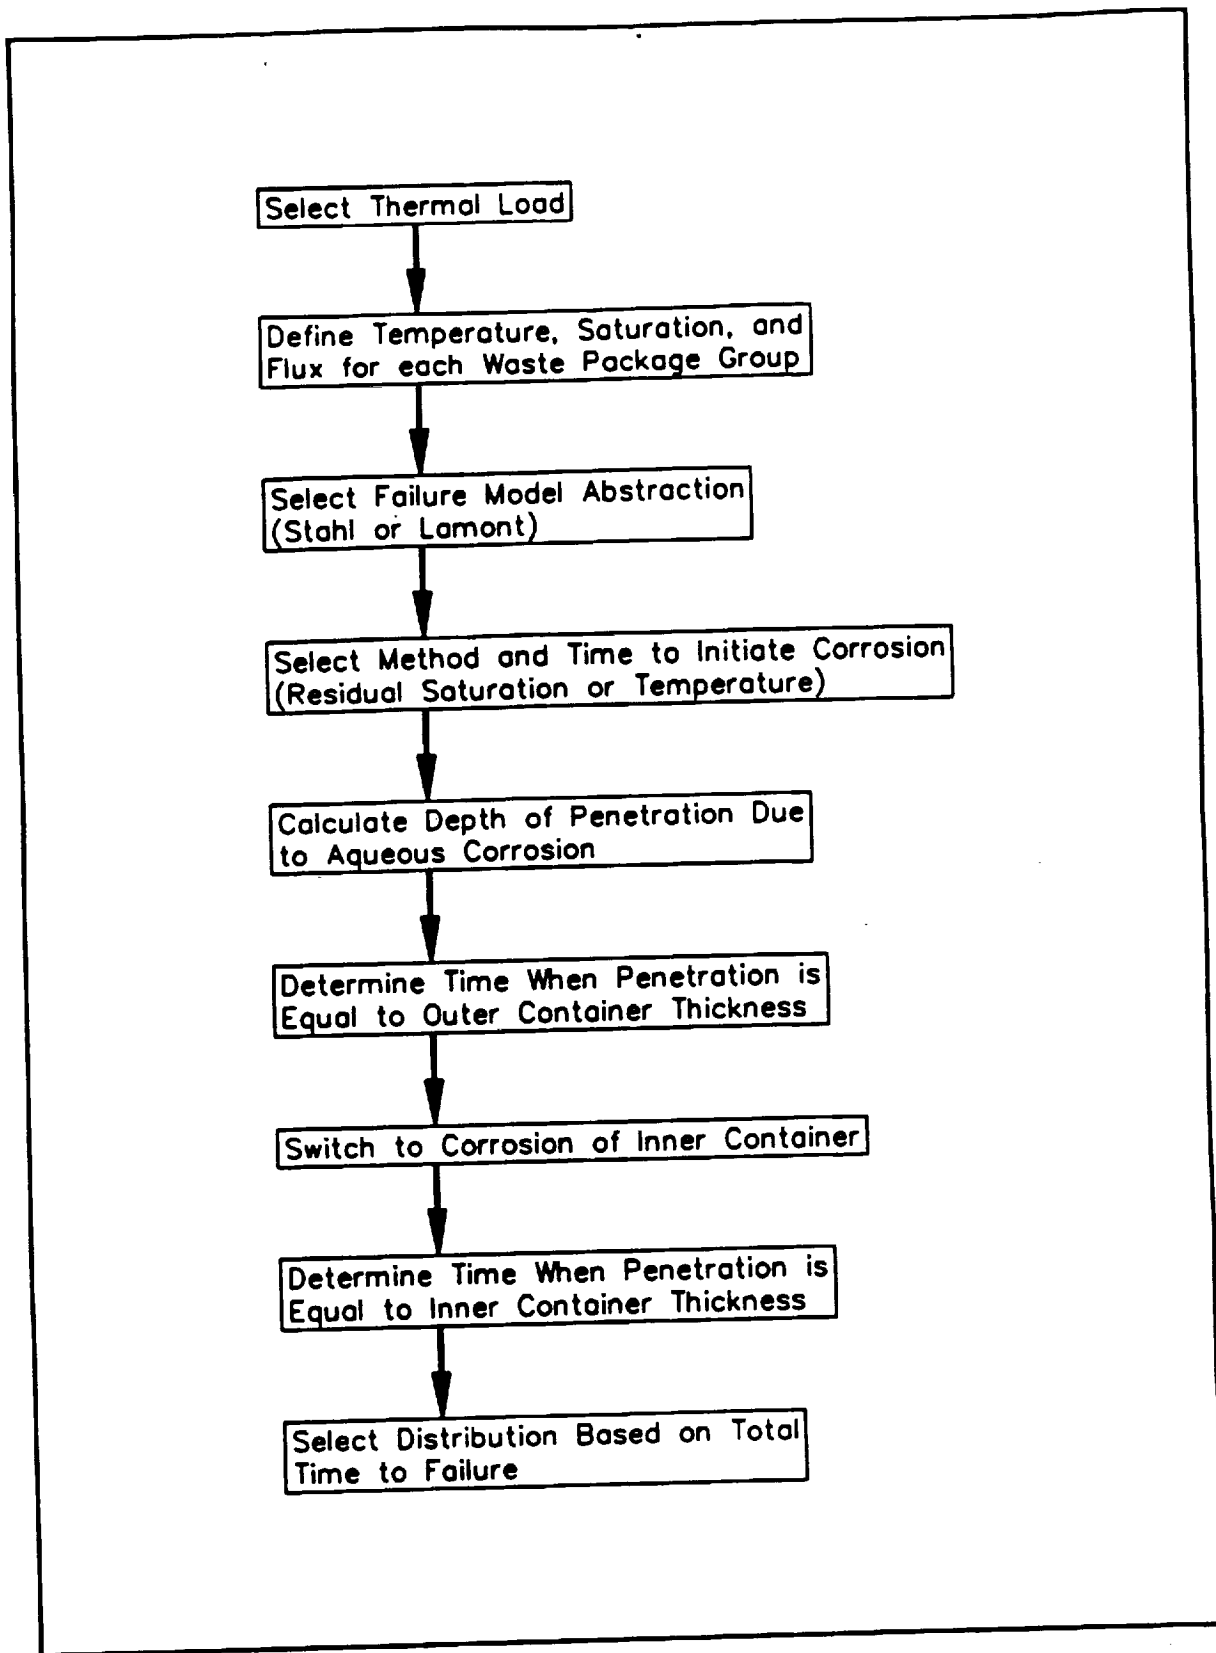 Select Thermal Load
Define Temperature, Saturation, and
Flux for each Waste Package Group
Select Failure Model Abstraction
(Stahl or Lamont)
Select Method and Time to Initiate Corrosion
(Residual Saturation or Temperature)
Calculate Depth of Penetration Due
to Aqueous Corrosion
Determine Time When Penetration is
Equal to Outer Container Thickness
Switch to Corrosion of Inner Container
Determine Time When Penetration is
Equal to Inner Container Thickness
Select Distribution Based on Total
Time to Failure